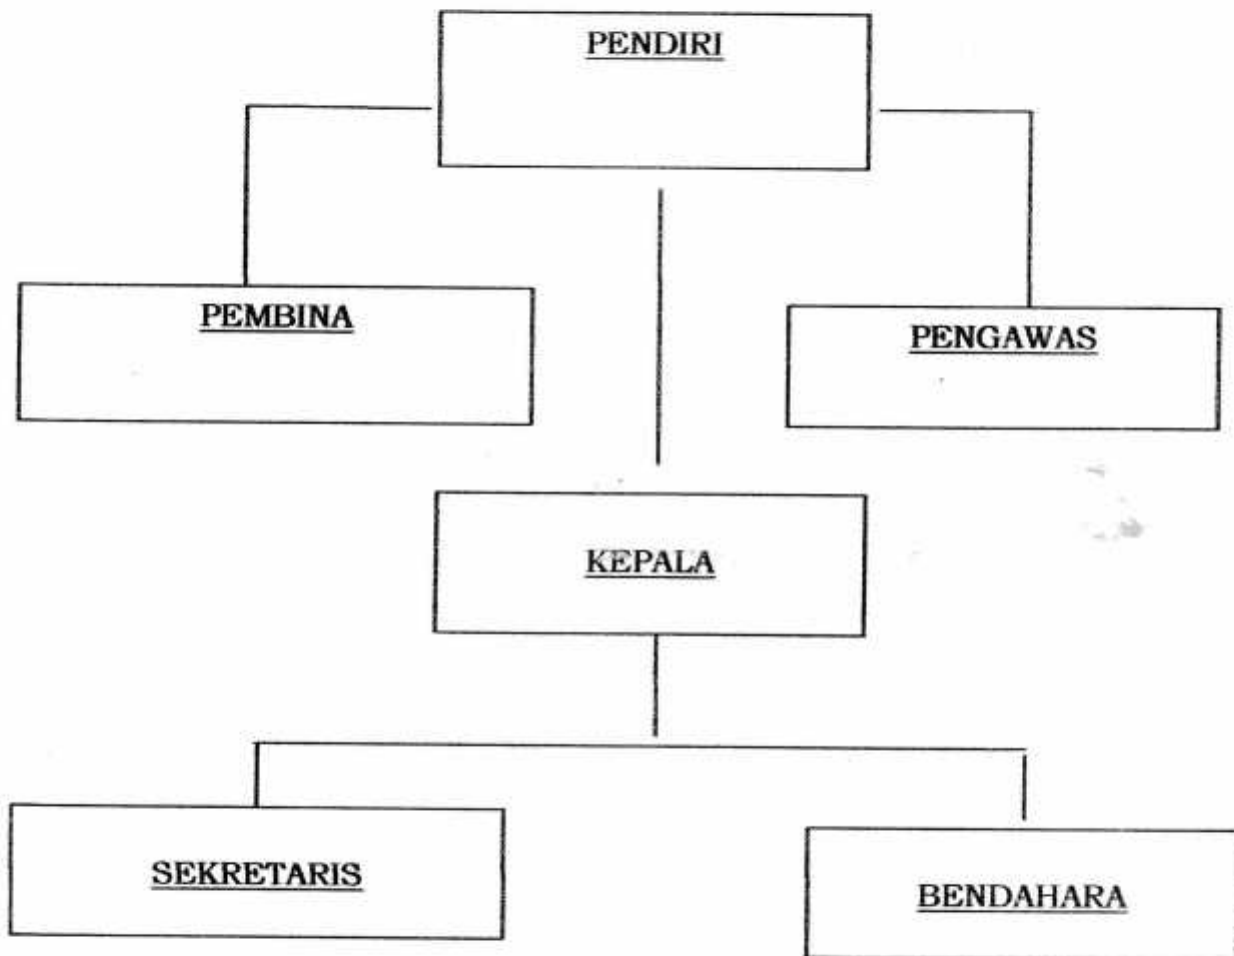 PENDIRI
PEMBINA
PENGAWAS
KEPALA
SEKRETARIS
BENDAHARA